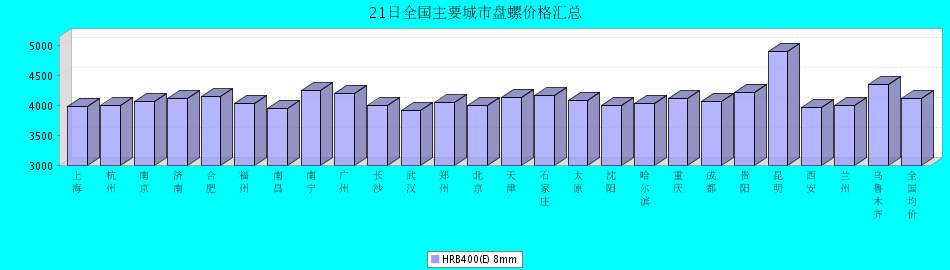 21日全国主要城市盘螺价格汇总
5000
4500
4000
3500
3000
上海
杭州
南京
济南
合肥
福州
南昌
南宁
广州
长沙
武汉
郑州
北京
天津
石家庄
太原
沈阳
哈尔滨
重庆
成都
贵阳
昆明
西安
兰州
乌鲁木齐
全国均价
HRB400(E) 8mm